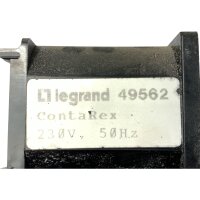 legrand 49562
ContaRex
230V. 50Hz